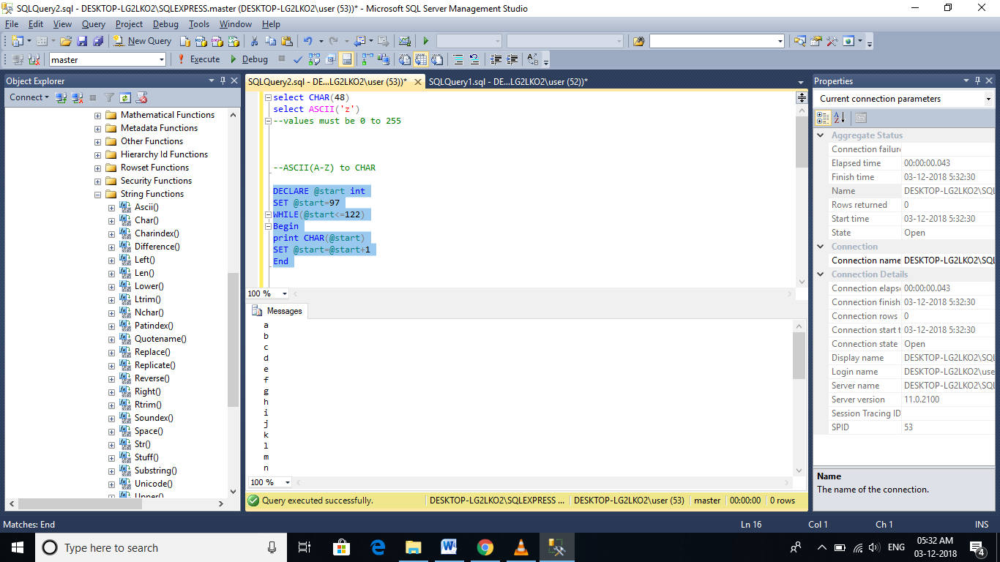 SQLQuery2.sql - DESKTOP-LG2LKO2\SQLEXPRESS.master (DESKTOP-LG2LKO2\user (53))* - Microsoft SQL Server Management Studio
File Edit View Query Project Debug Tools Window Help
New Query
master Execute Debug
Object Explorer
Connect
Mathematical Functions
Metadata Functions
Other Functions
Hierarchy Id Functions
Rowset Functions
Security Functions
String Functions
Ascii()
Char()
Charindex()
Difference()
Left()
Len()
Lower()
Ltrim()
Nchar()
Patindex()
Quotename()
Replace()
Replicate()
Reverse()
Right()
Rtrim()
Soundex()
Space()
Str()
Stuff()
Substring()
Unicode()
Upper()
SQLQuery2.sql - DE...LG2LKO2\user (53))* SQLQuery1.sql - DE...LG2LKO2\user (52))*
select CHAR(48)
select ASCII('z')
--values must be 0 to 255
--ASCII(A-Z) to CHAR
DECLARE @start int
SET @start=97
WHILE(@start<=122)
Begin
print CHAR(@start)
SET @start=@start+1
End
100 %
Messages
a
b
c
d
e
f
g
h
i
j
k
l
m
n
100 %
Query executed successfully. DESKTOP-LG2LKO2\SQLEXPRESS ... DESKTOP-LG2LKO2\user (53) master 00:00:00 0 rows
Properties
Current connection parameters
Aggregate Status
Connection failur
Elapsed time 00:00:00.043
Finish time 03-12-2018 5:32:30
Name DESKTOP-LG2LKO2\SQL
Rows returned 0
Start time 03-12-2018 5:32:30
State Open
Connection
Connection name DESKTOP-LG2LKO2\SQL
Connection Details
Connection elaps 00:00:00.043
Connection finish 03-12-2018 5:32:30
Connection rows 0
Connection start t 03-12-2018 5:32:30
Connection state Open
Display name DESKTOP-LG2LKO2\SQL
Login name DESKTOP-LG2LKO2\use
Server name DESKTOP-LG2LKO2\SQL
Server version 11.0.2100
Session Tracing ID
SPID 53
Name
The name of the connection.
Matches: End Ln 16 Col 1 Ch 1 INS
Type here to search
ENG
05:32 AM
03-12-2018
4